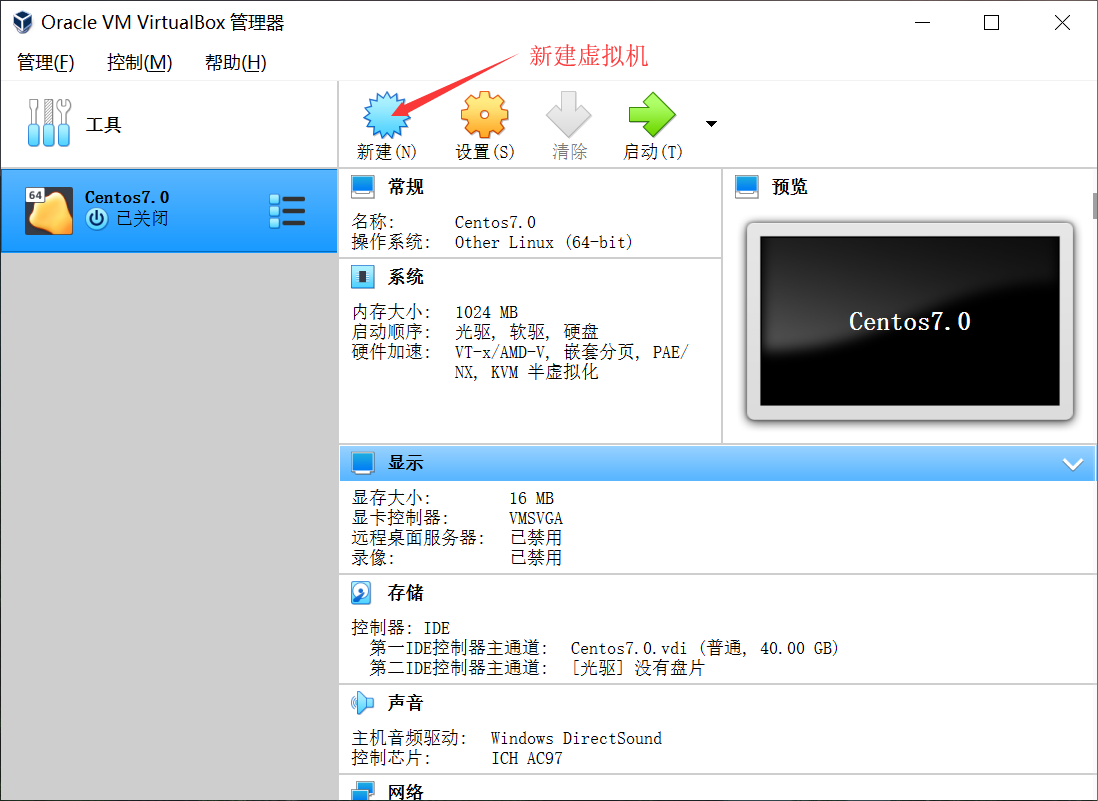 Oracle VM VirtualBox 管理器
管理(F) 控制(M) 帮助(H)
新建虚拟机
工具
新建(N) 设置(S) 清除 启动(T)
64
Centos7.0
已关闭
常规
名称: Centos7.0
操作系统: Other Linux (64-bit)
预览
Centos7.0
系统
内存大小: 1024 MB
启动顺序: 光驱, 软驱, 硬盘
硬件加速: VT-x/AMD-V, 嵌套分页, PAE/
NX, KVM 半虚拟化
显示
显存大小: 16 MB
显卡控制器: VMSVGA
远程桌面服务器: 已禁用
录像: 已禁用
存储
控制器: IDE
第一IDE控制器主通道: Centos7.0.vdi (普通, 40.00 GB)
第二IDE控制器主通道: [光驱] 没有盘片
声音
主机音频驱动: Windows DirectSound
控制芯片: ICH AC97
网络